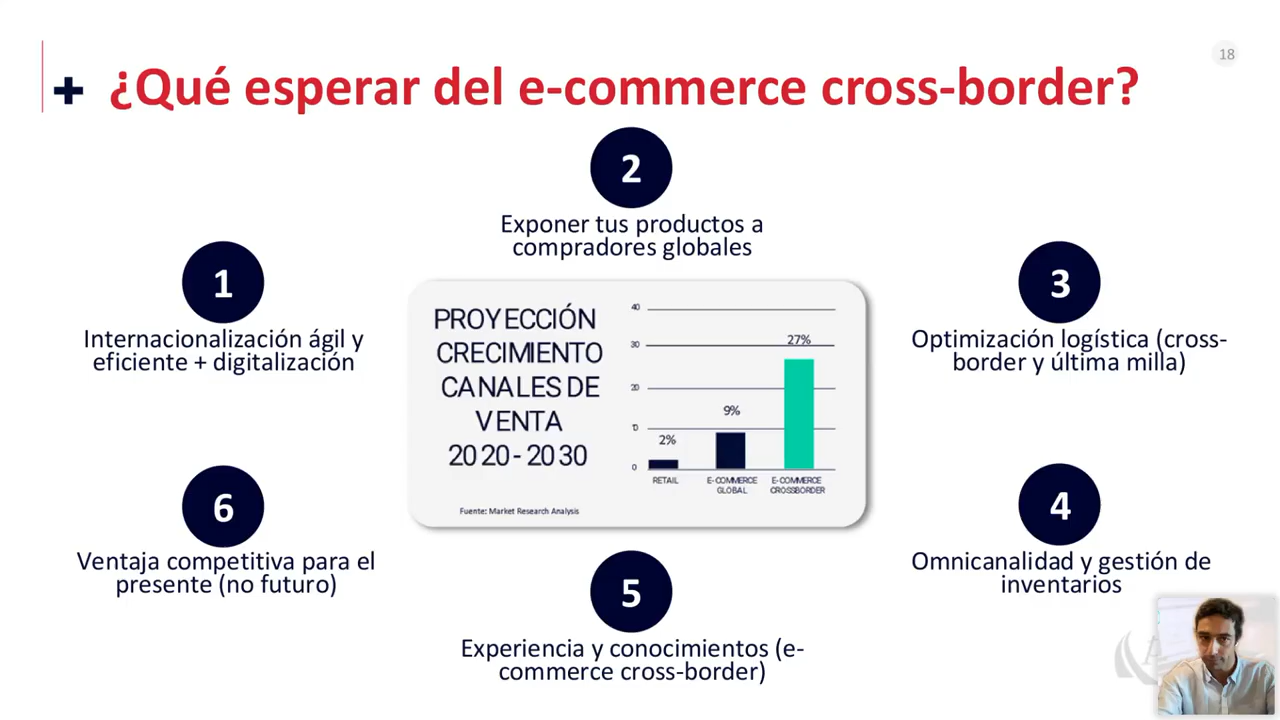 18
+ ¿Qué esperar del e-commerce cross-border?
1
Internacionalización ágil y
eficiente + digitalización
2
Exponer tus productos a
compradores globales
3
Optimización logística (cross-
border y última milla)
4
Omnicanalidad y gestión de
inventarios
5
Experiencia y conocimientos (e-
commerce cross-border)
6
Ventaja competitiva para el
presente (no futuro)
PROYECCIÓN
CRECIMIENTO
CANALES DE
VENTA
2020-2030
40
30
20
10
0
2%
9%
27%
RETAIL
E-COMMERCE
GLOBAL
E-COMMERCE
CROSSBORDER
Fuente: Market Research Analysis